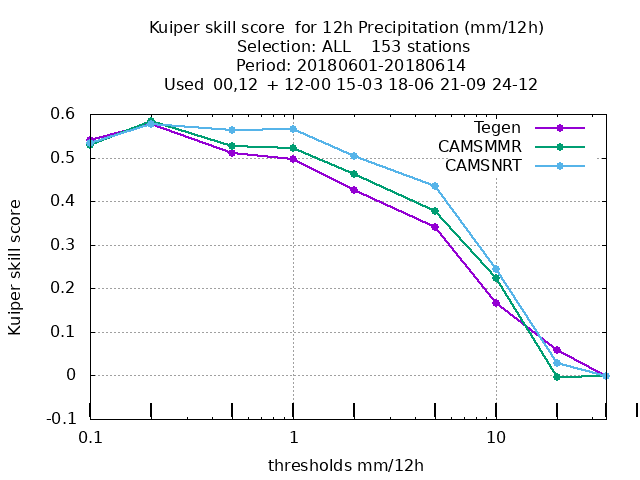 Kuiper skill score  for 12h Precipitation (mm/12h)
Selection: ALL    153 stations
Period: 20180601-20180614
Used  00,12  + 12-00 15-03 18-06 21-09 24-12
0.6
0.5
0.4
0.3
0.2
0.1
0
-0.1
Kuiper skill score
Tegen
CAMSMMR
CAMSNRT
0.1
1
10
thresholds mm/12h